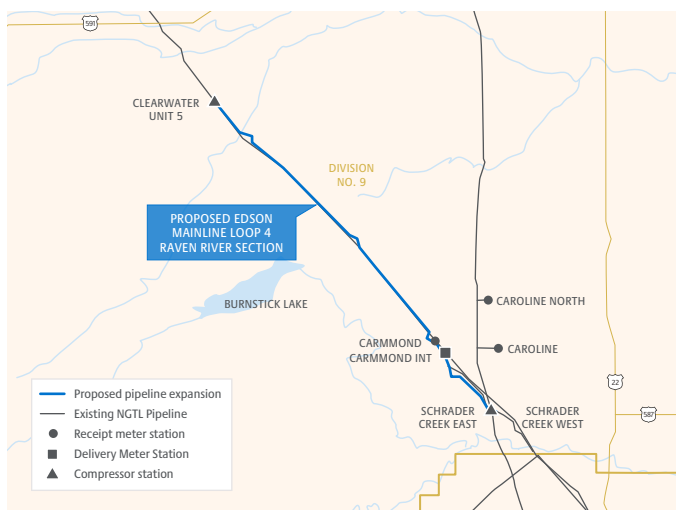 591
CLEARWATER
UNIT 5
DIVISION
NO. 9
PROPOSED EDSON
MAINLINE LOOP 4
RAVEN RIVER SECTION
BURNSTICK LAKE
CAROLINE NORTH
CARMMOND
CARMMOND INT
CAROLINE
22
SCHRADER
CREEK EAST
SCHRADER
CREEK WEST
587
Proposed pipeline expansion
Existing NGTL Pipeline
Receipt meter station
Delivery Meter Station
Compressor station